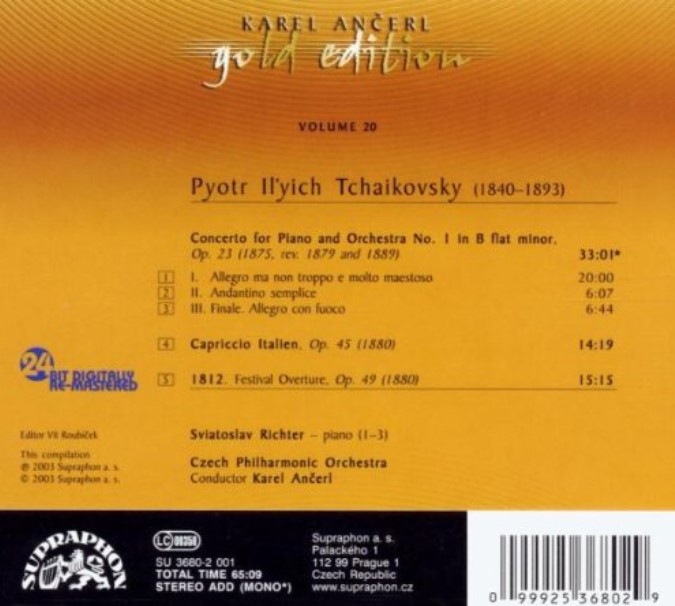 KAREL ANČERL
gold edition
VOLUME 20
Pyotr Il'yich Tchaikovsky (1840–1893)
Concerto for Piano and Orchestra No. 1 in B flat minor,
Op. 23 (1875, rev. 1879 and 1889) 33:01*
1 I. Allegro ma non troppo e molto maestoso 20:00
2 II. Andantino semplice 6:07
3 III. Finale. Allegro con fuoco 6:44
4 Capriccio Italien, Op. 45 (1880) 14:19
24
BIT DIGITALLY
RE-MASTERED
5 1812. Festival Overture, Op. 49 (1880) 15:15
Editor Vít Roubíček
This compilation
℗ 2003 Supraphon a. s.
© 2003 Supraphon a. s.
Sviatoslav Richter – piano (1–3)
Czech Philharmonic Orchestra
Conductor Karel Ančerl
SUPRAPHON
LC 00358
SU 3680-2 001
TOTAL TIME 65:09
STEREO ADD (MONO*)
Supraphon a. s.
Palackého 1
112 99 Prague 1
Czech Republic
www.supraphon.cz
0 99925 36802 9